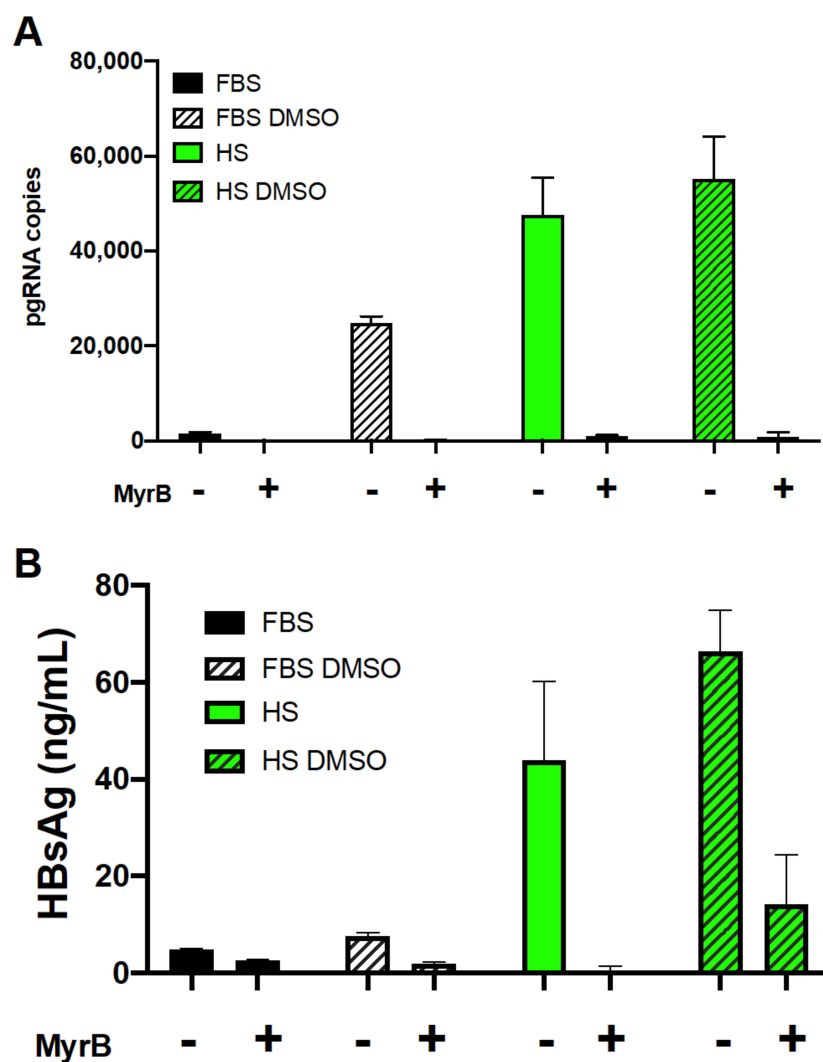 A
80,000
60,000
40,000
20,000
0
pgRNA copies
FBS
FBS DMSO
HS
HS DMSO
MyrB - + - + - + - +
B
80
60
40
20
0
HBsAg (ng/mL)
FBS
FBS DMSO
HS
HS DMSO
MyrB - + - + - + - +